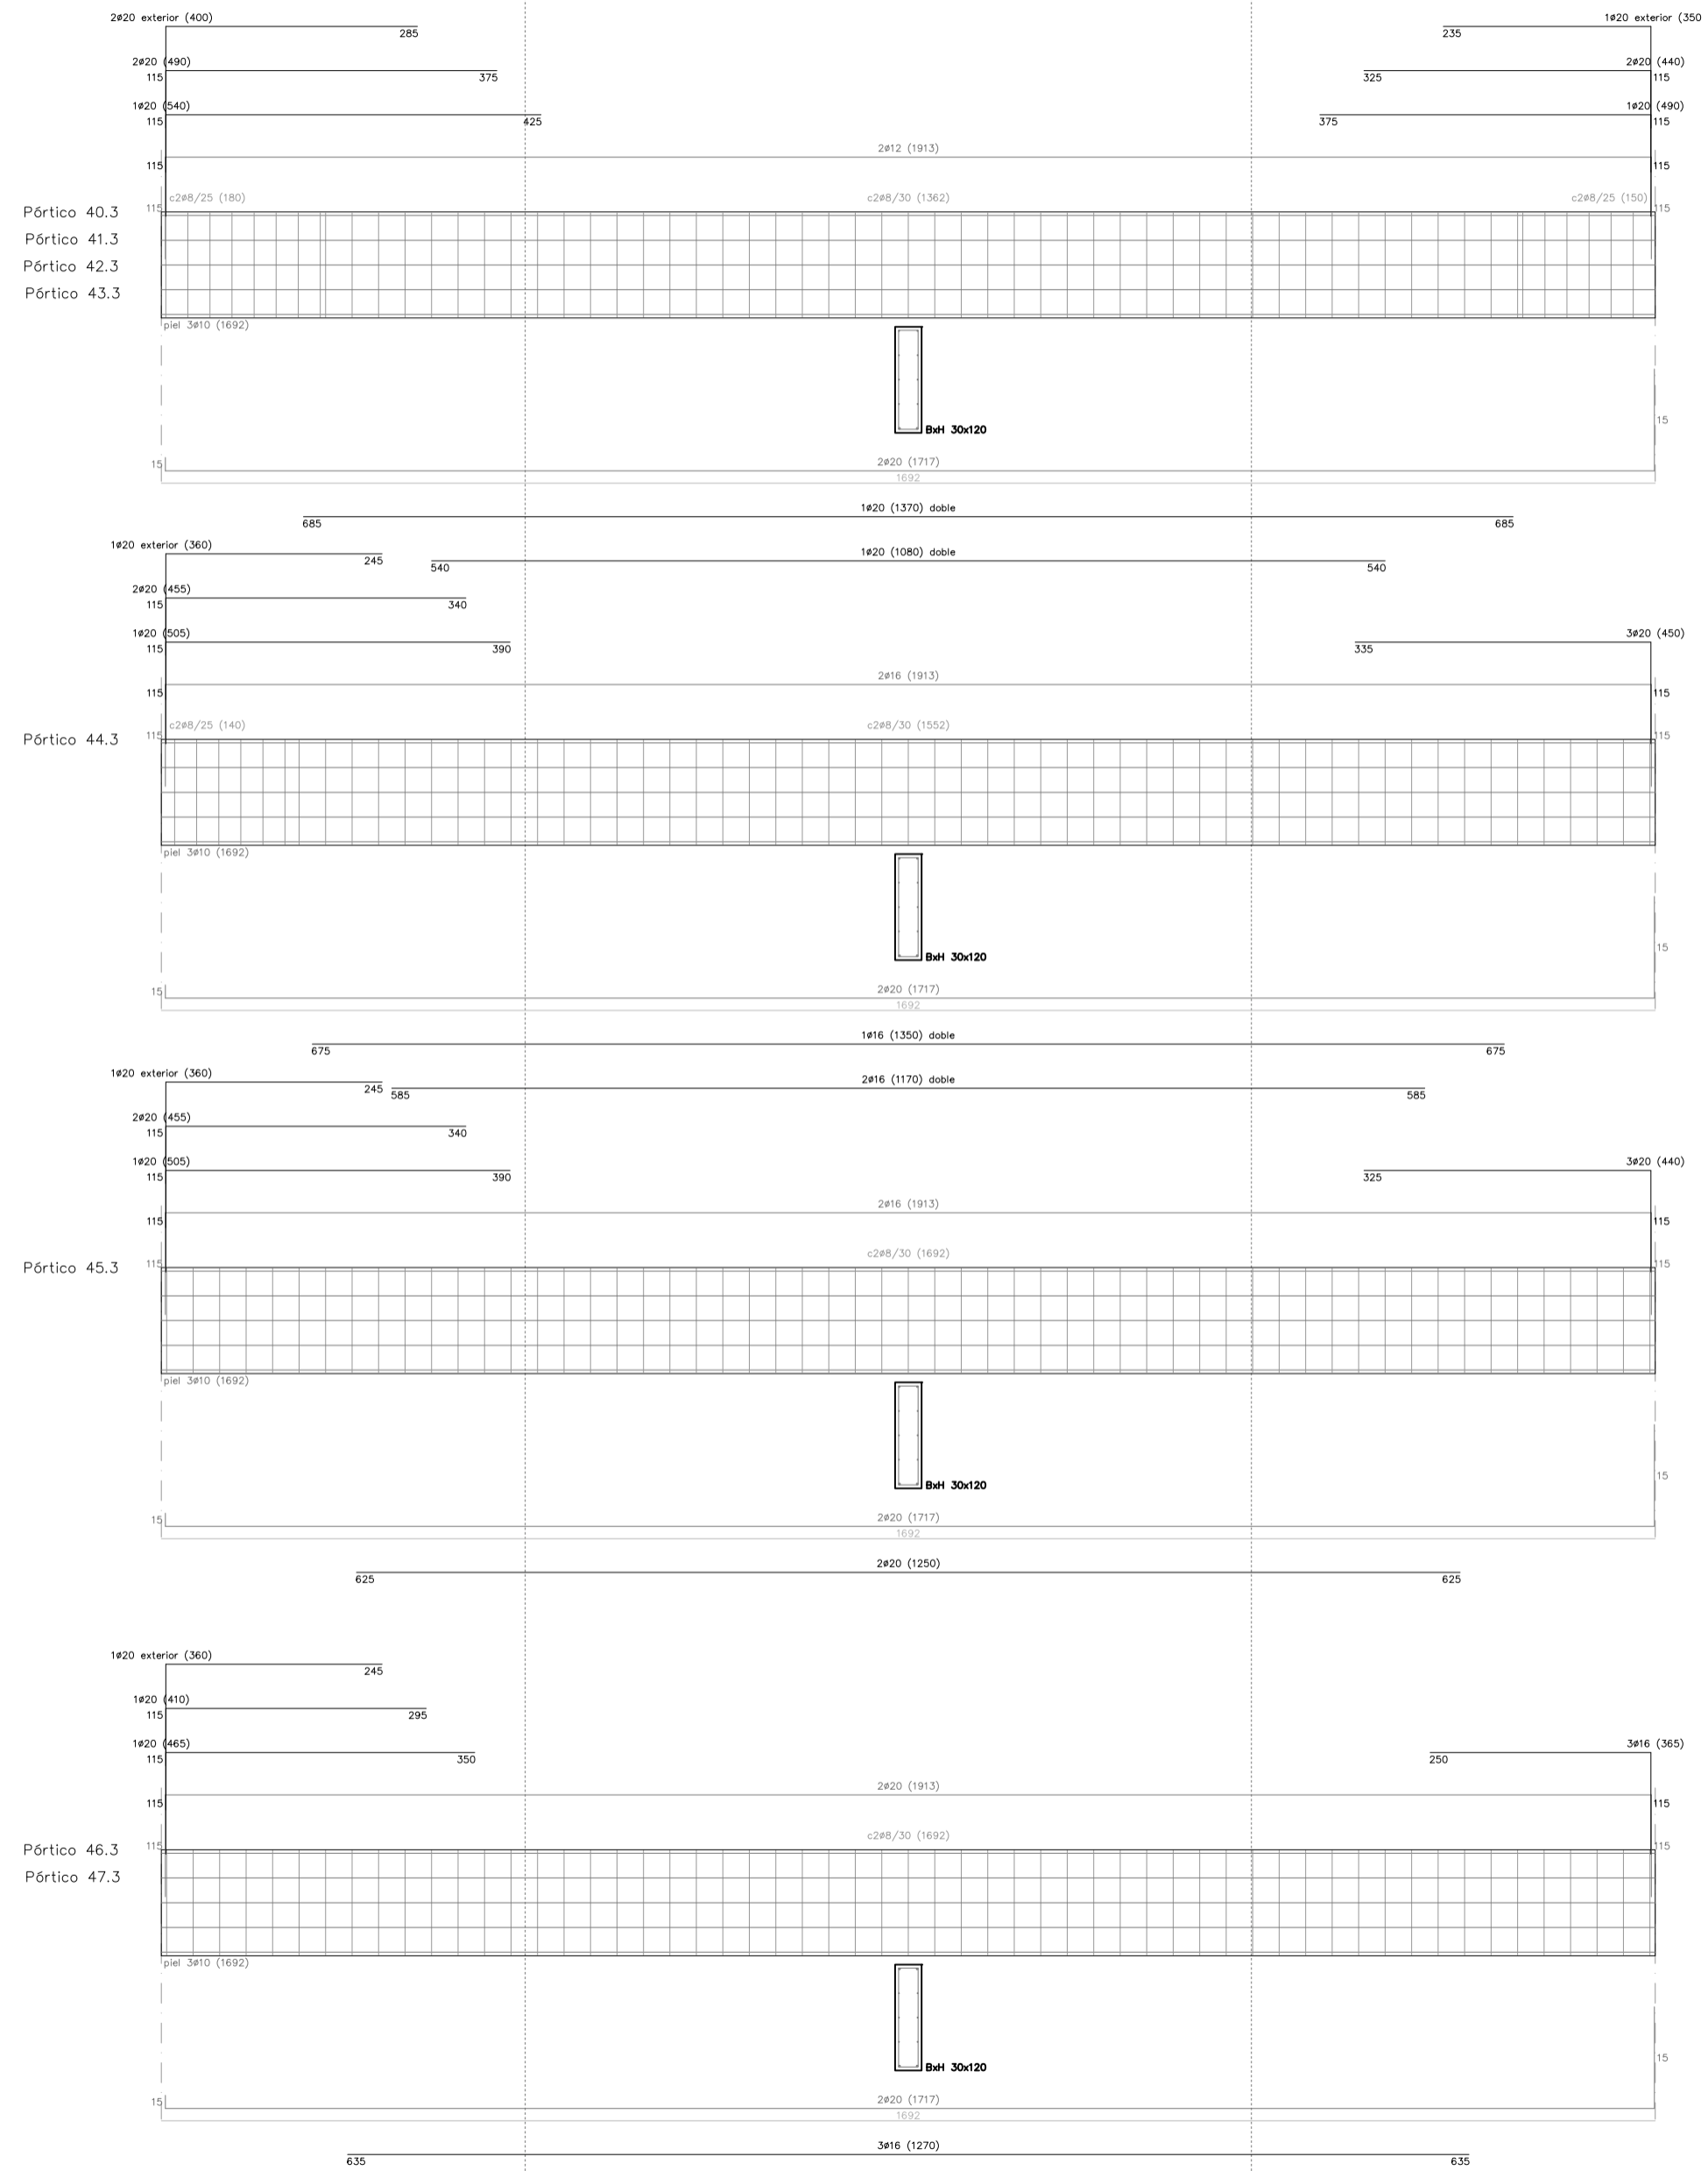 2ø20 exterior (400)
1ø20 exterior (350
285
235
2ø20 (490)
2ø20 (440)
115
375
325
115
1ø20 (540)
1ø20 (490)
115
425
375
115
2ø12 (1913)
115
115
c2ø8/25 (180)
c2ø8/30 (1362)
c2ø8/25 (150)
Pórtico 40.3
115
115
Pórtico 41.3
Pórtico 42.3
Pórtico 43.3
piel 3ø10 (1692)
15
BxH 30x120
15
2ø20 (1717)
1692
1ø20 (1370) doble
685
685
1ø20 exterior (360)
1ø20 (1080) doble
245
540
540
2ø20 (455)
115
340
1ø20 (505)
3ø20 (450)
115
390
335
2ø16 (1913)
115
115
c2ø8/25 (140)
c2ø8/30 (1552)
Pórtico 44.3
115
115
piel 3ø10 (1692)
15
BxH 30x120
15
2ø20 (1717)
1692
1ø16 (1350) doble
675
675
1ø20 exterior (360)
2ø16 (1170) doble
245
585
585
2ø20 (455)
115
340
1ø20 (505)
3ø20 (440)
115
390
325
2ø16 (1913)
115
115
c2ø8/30 (1692)
Pórtico 45.3
115
115
piel 3ø10 (1692)
15
BxH 30x120
15
2ø20 (1717)
1692
2ø20 (1250)
625
625
1ø20 exterior (360)
245
1ø20 (410)
115
295
1ø20 (465)
3ø16 (365)
115
350
250
2ø20 (1913)
115
115
c2ø8/30 (1692)
Pórtico 46.3
115
115
Pórtico 47.3
piel 3ø10 (1692)
15
BxH 30x120
15
2ø20 (1717)
1692
3ø16 (1270)
635
635